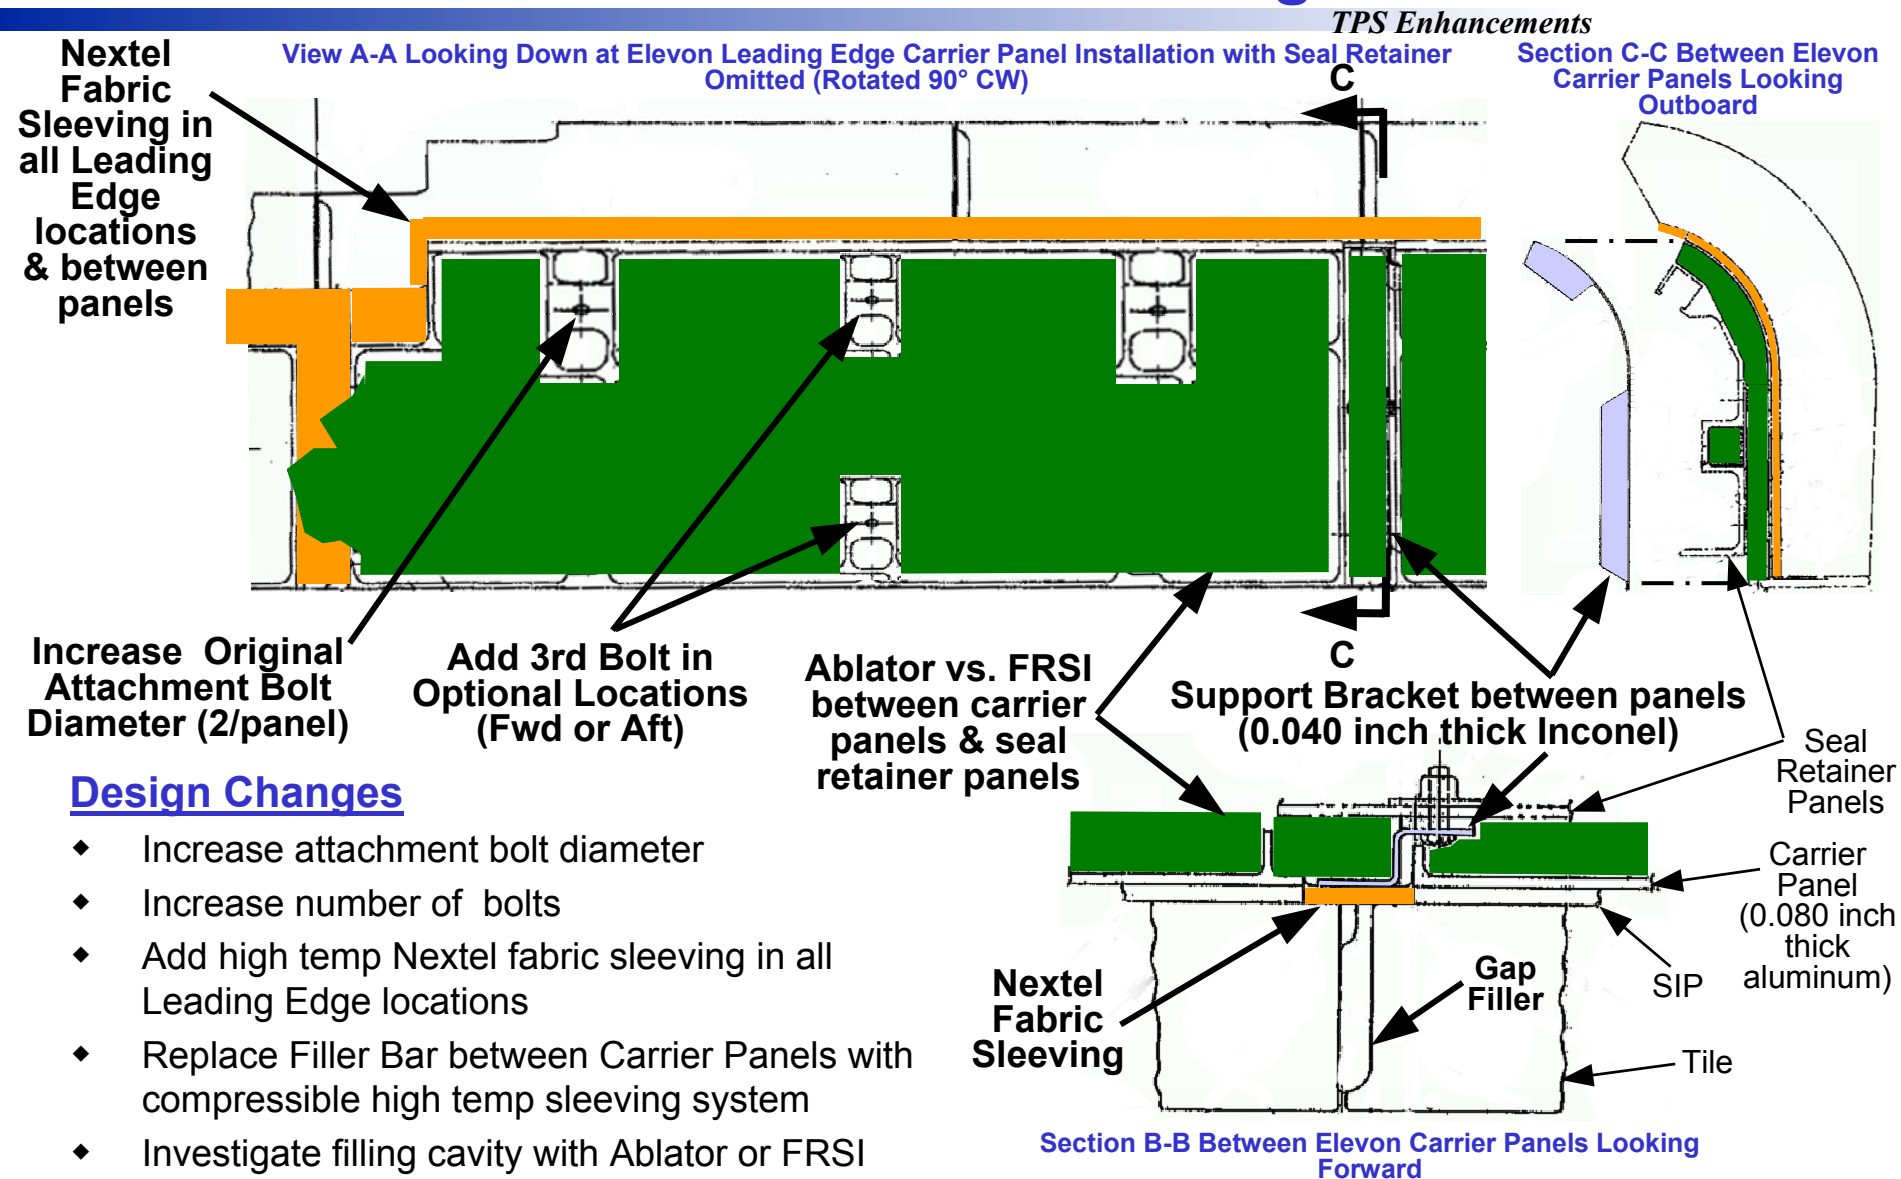 TPS Enhancements
Nextel
Fabric
Sleeving in
all Leading
Edge
locations
& between
panels
View A-A Looking Down at Elevon Leading Edge Carrier Panel Installation with Seal Retainer
Omitted (Rotated 90° CW)
Section C-C Between Elevon
Carrier Panels Looking
Outboard
C
C
Increase Original
Attachment Bolt
Diameter (2/panel)
Add 3rd Bolt in
Optional Locations
(Fwd or Aft)
Ablator vs. FRSI
between carrier
panels & seal
retainer panels
Support Bracket between panels
(0.040 inch thick Inconel)
Seal
Retainer
Panels
Carrier
Panel
(0.080 inch
thick
aluminum)
SIP
Tile
Gap
Filler
Nextel
Fabric
Sleeving
Section B-B Between Elevon Carrier Panels Looking
Forward
Design Changes
◆ Increase attachment bolt diameter
◆ Increase number of bolts
◆ Add high temp Nextel fabric sleeving in all
Leading Edge locations
◆ Replace Filler Bar between Carrier Panels with
compressible high temp sleeving system
◆ Investigate filling cavity with Ablator or FRSI